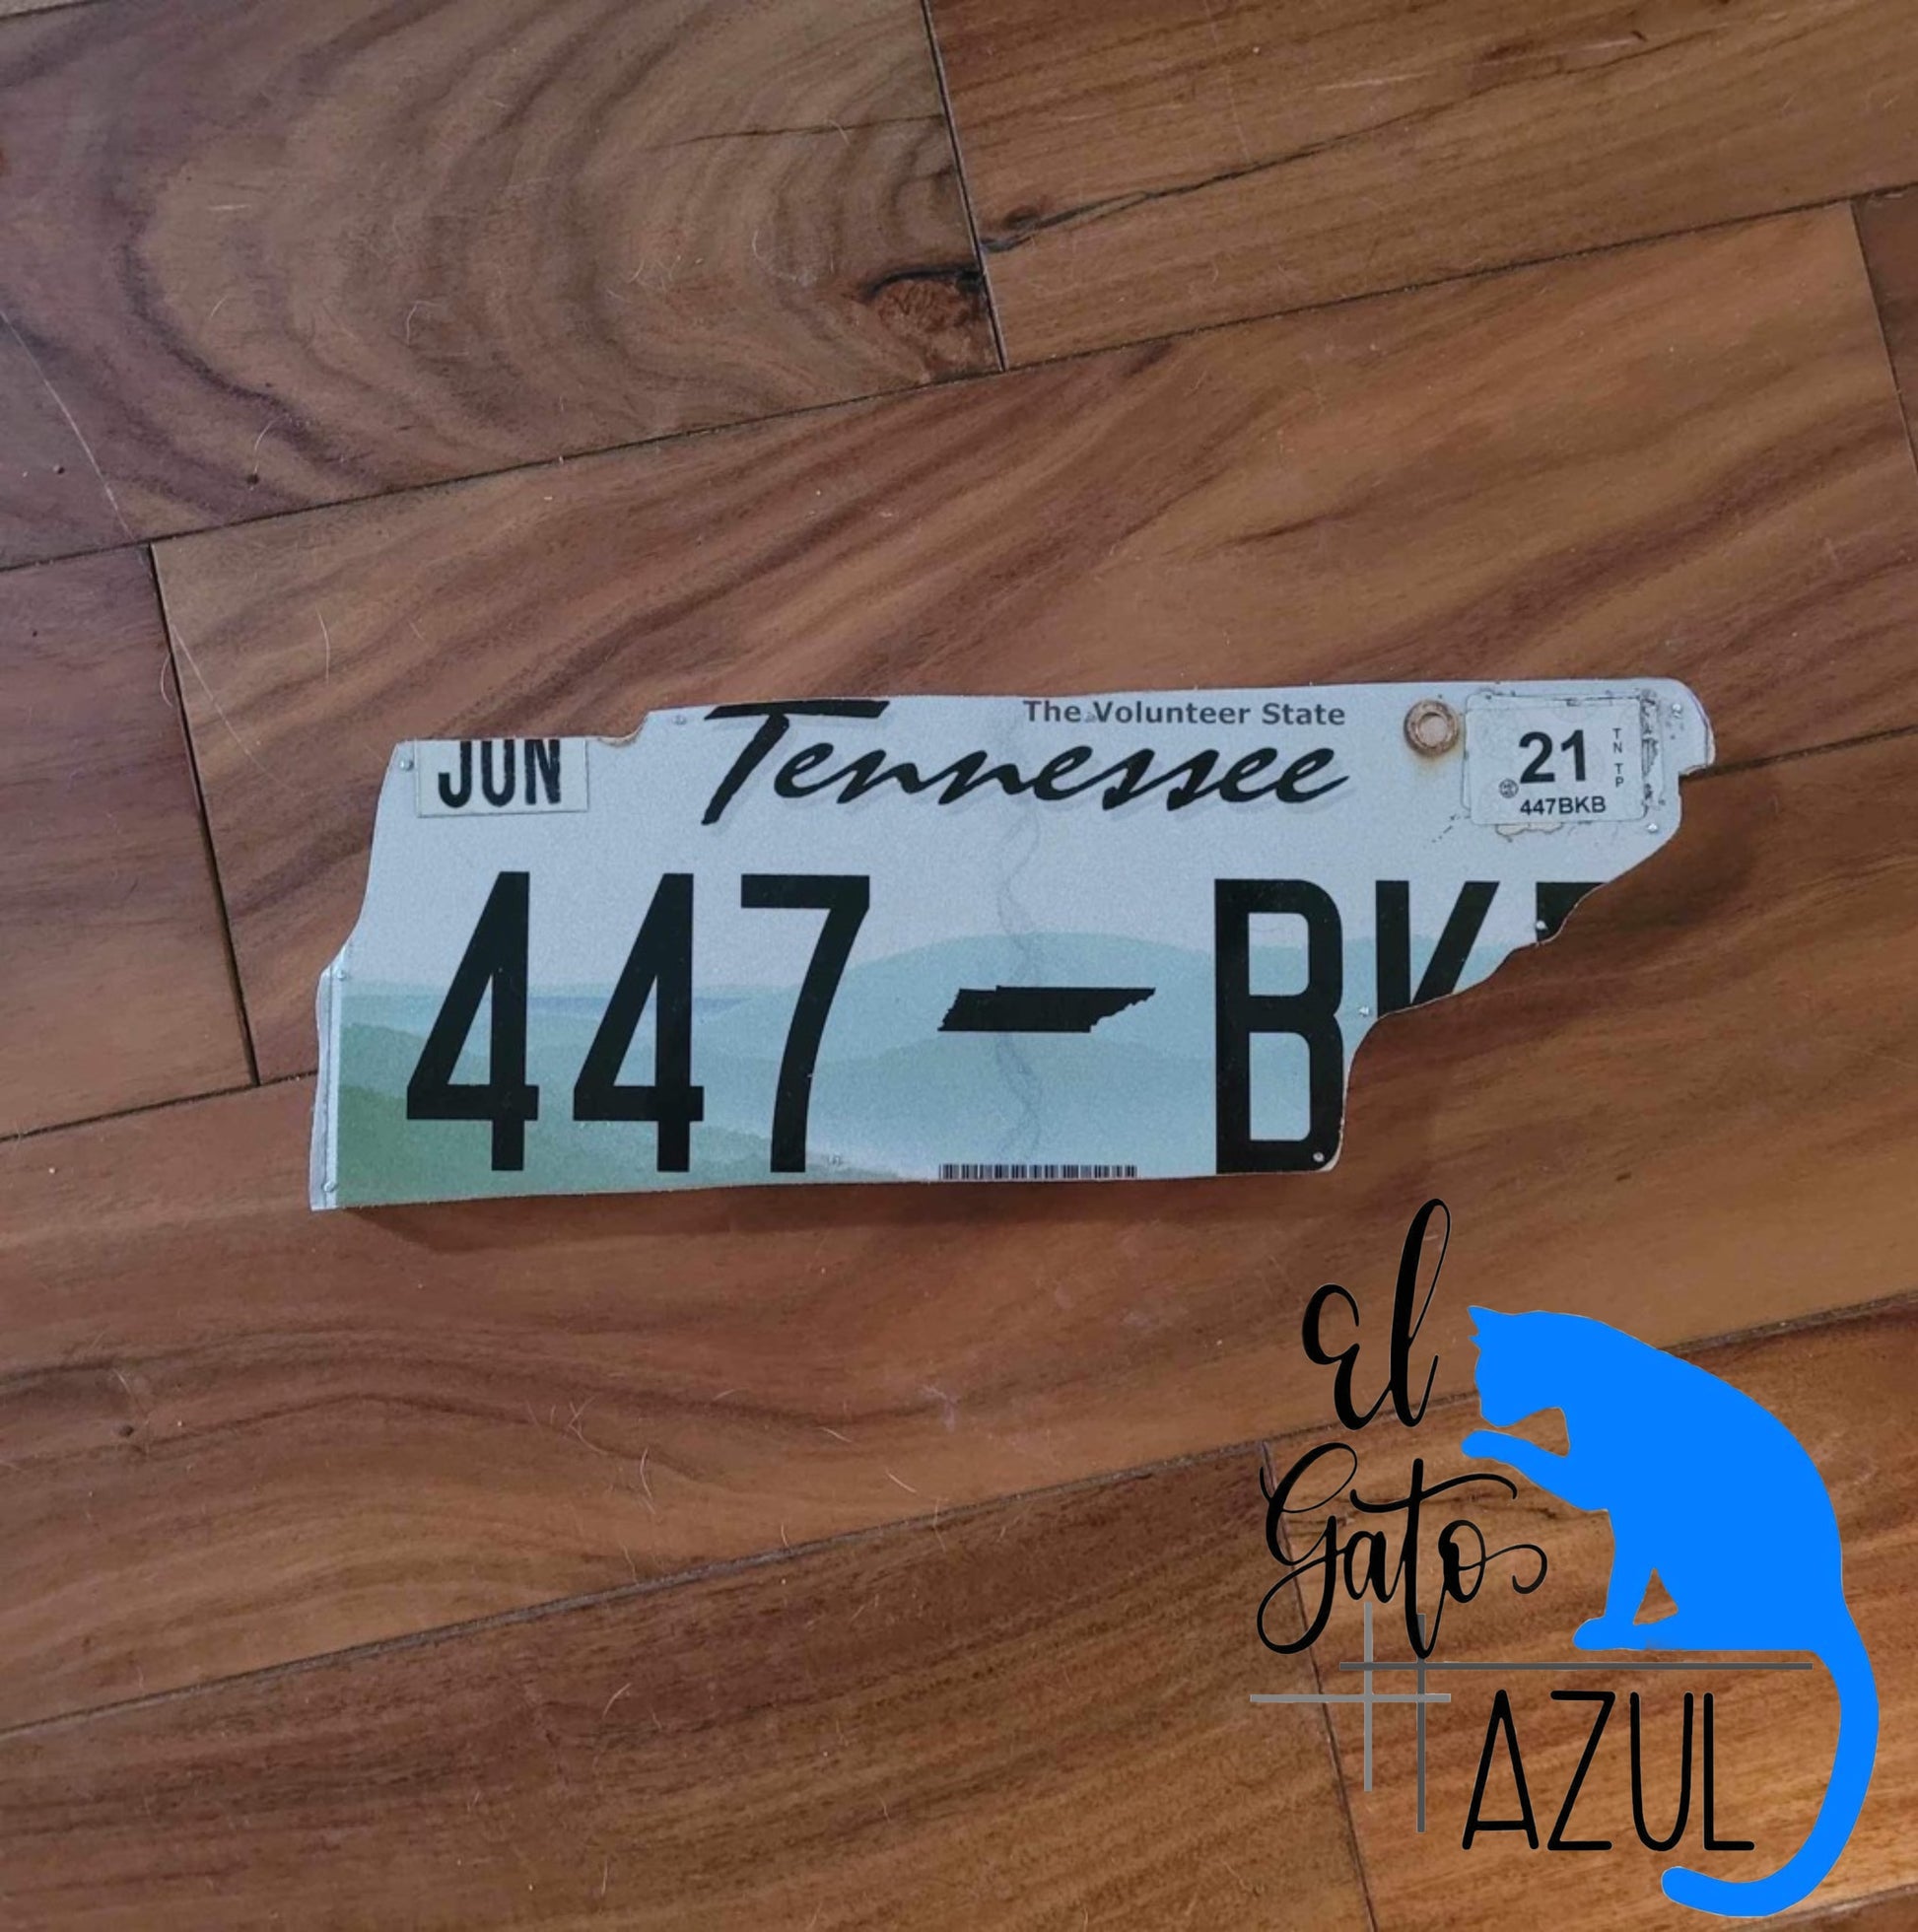 The Volunteer State
JUN
Tennessee
21
TN TP
447BKB
447 BK
El
Gato
AZUL